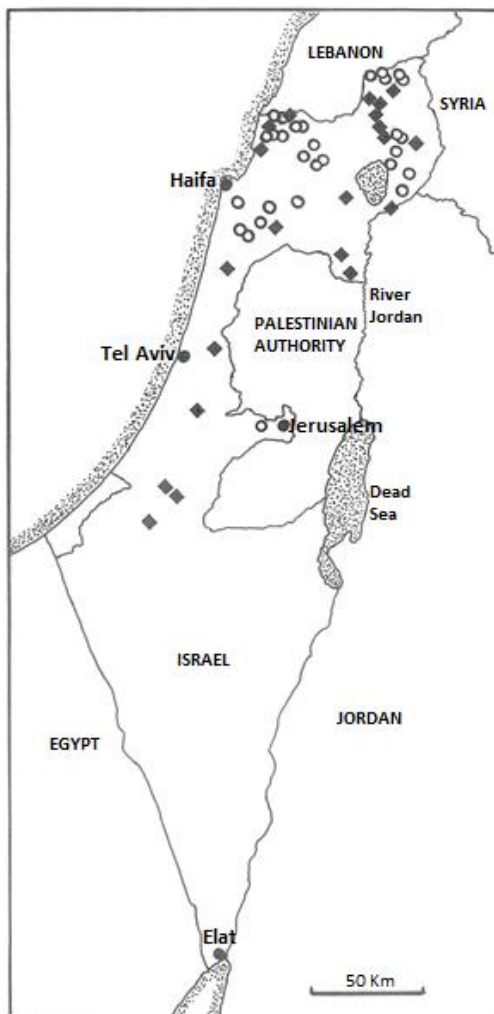 LEBANON
SYRIA
Haifa
River
Jordan
PALESTINIAN
AUTHORITY
Tel Aviv
Jerusalem
Dead
Sea
ISRAEL
JORDAN
EGYPT
Elat
50 Km